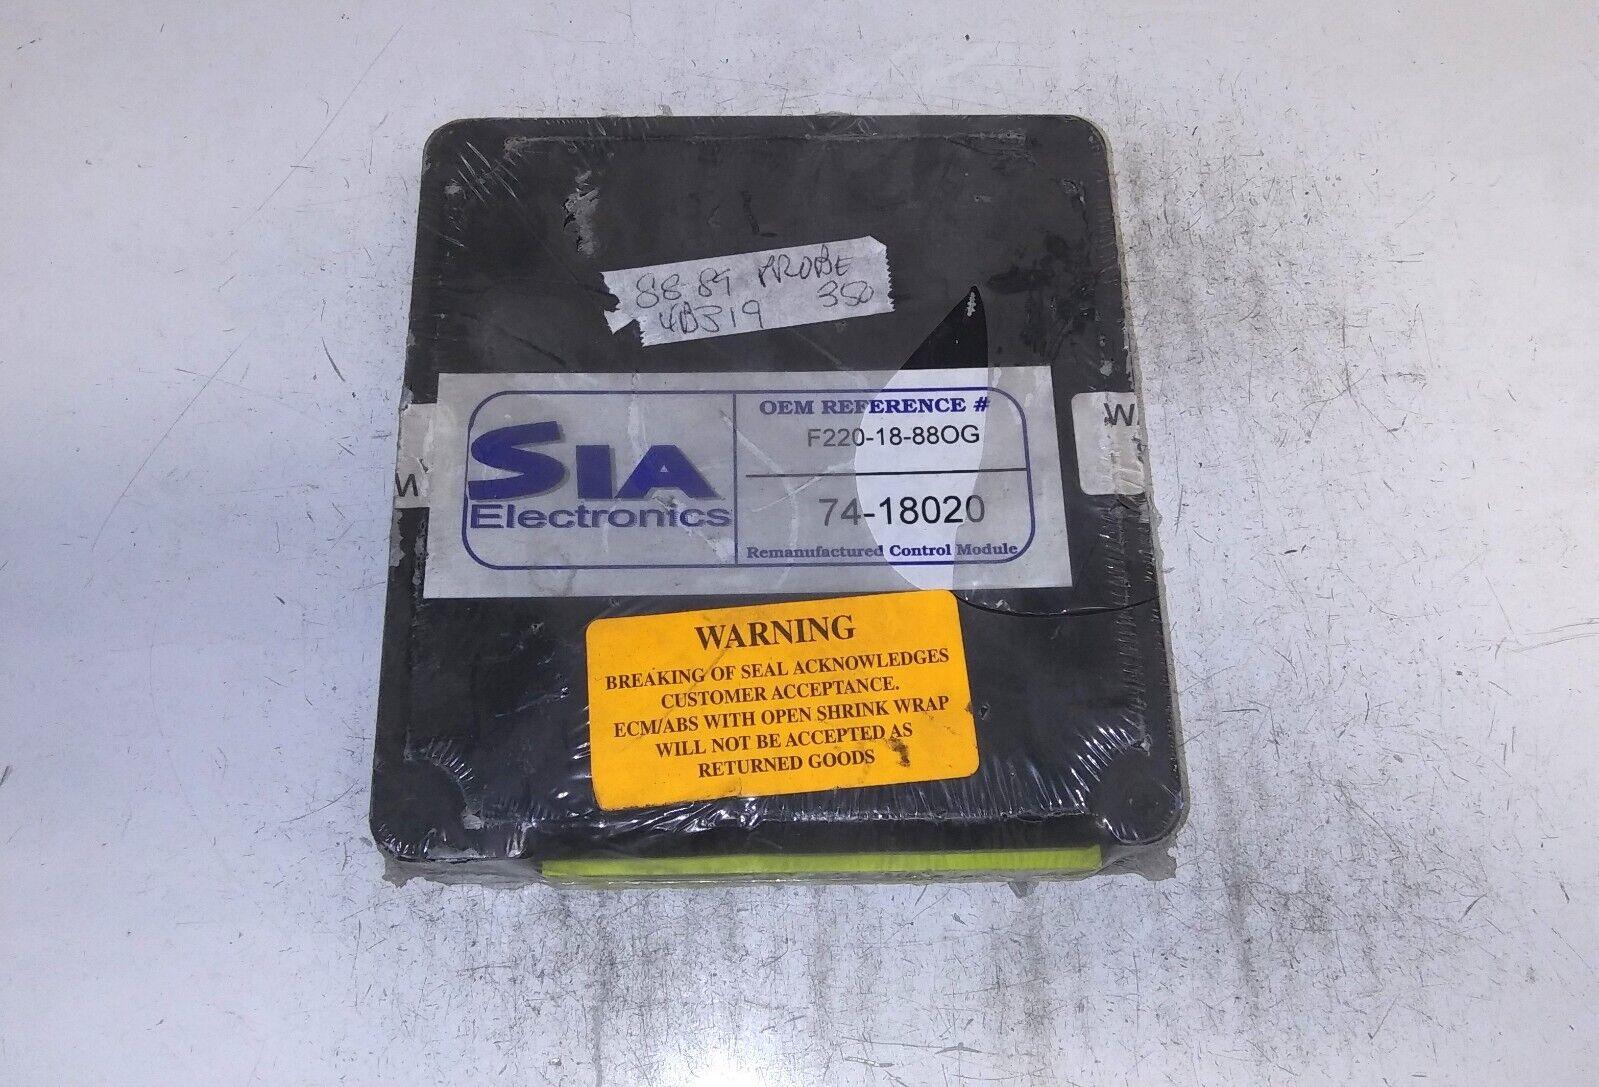 88-89 PROBE
4B319 350
SIA
Electronics
OEM REFERENCE #
F220-18-88OG
74-18020
Remanufactured Control Module
W
WARNING
BREAKING OF SEAL ACKNOWLEDGES
CUSTOMER ACCEPTANCE.
ECM/ABS WITH OPEN SHRINK WRAP
WILL NOT BE ACCEPTED AS
RETURNED GOODS